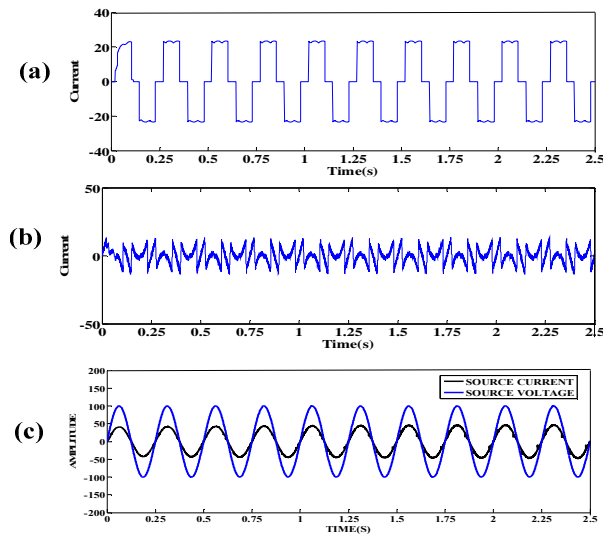 (a)
Current
40
20
0
-20
-40
0 0.25 0.5 0.75 1 1.25 1.5 1.75 2 2.25 2.5
Time(s)
(b)
Current
50
0
-50
0 0.25 0.5 0.75 1 1.25 1.5 1.75 2 2.25 2.5
Time(s)
(c)
AMPLITUDE
200
150
100
50
0
-50
-100
-150
-200
SOURCE CURRENT
SOURCE VOLTAGE
0 0.25 0.5 0.75 1 1.25 1.5 1.75 2 2.25 2.5
TIME(S)